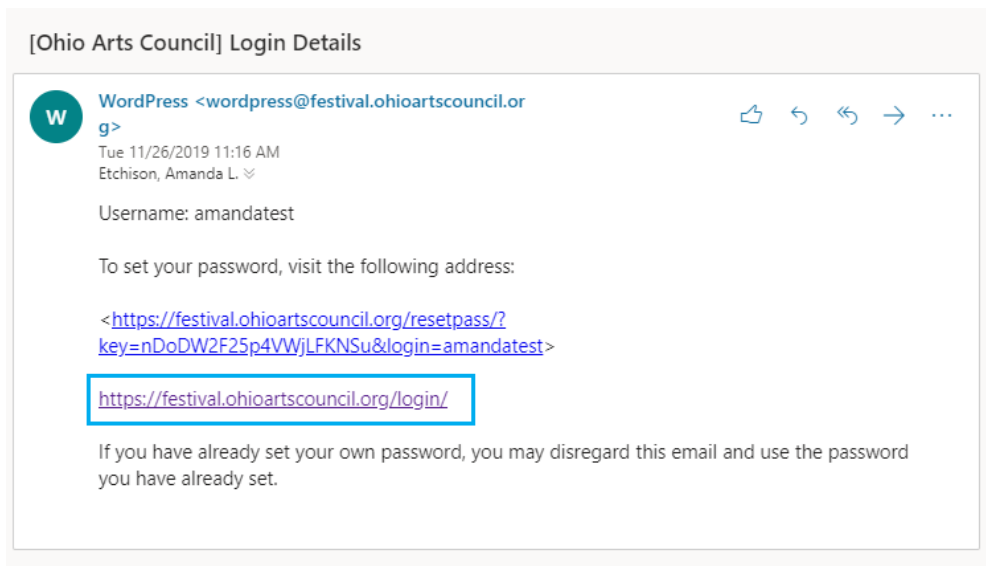 [Ohio Arts Council] Login Details
W
WordPress <wordpress@festival.ohioartscouncil.or
g>
Tue 11/26/2019 11:16 AM
Etchison, Amanda L.
Username: amandatest
To set your password, visit the following address:
<https://festival.ohioartscouncil.org/resetpass/?
key=nDoDW2F25p4VWjLFKNSu&login=amandatest>
https://festival.ohioartscouncil.org/login/
If you have already set your own password, you may disregard this email and use the password
you have already set.